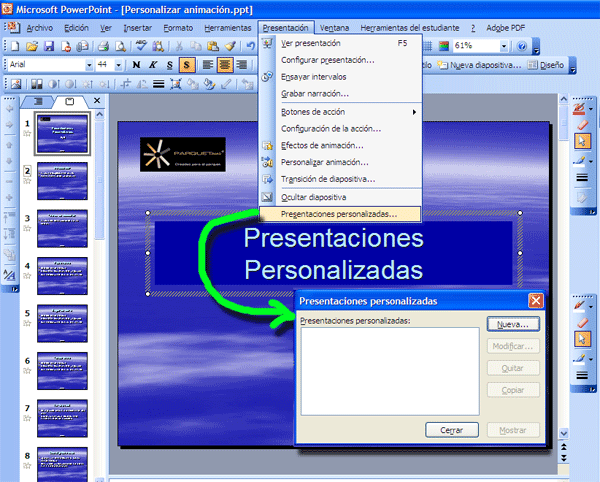 Microsoft PowerPoint - [Personalizar animación.ppt]
Archivo Edición Ver Insertar Formato Herramientas Presentación Ventana Herramientas del estudiante ? Adobe PDF
61%
Arial 44 N K S S Nueva diapositiva... Diseño
Ver presentación F5
Configurar presentación...
Ensayar intervalos
Grabar narración...
Botones de acción
Configuración de la acción...
Efectos de animación...
Personalizar animación...
Transición de diapositiva...
Ocultar diapositiva
Presentaciones personalizadas...
1
2
3
4
5
6
7
8
PARQUET
Presentaciones
Personalizadas
Presentaciones personalizadas
Presentaciones personalizadas:
Nueva...
Modificar...
Quitar
Copiar
Cerrar
Mostrar